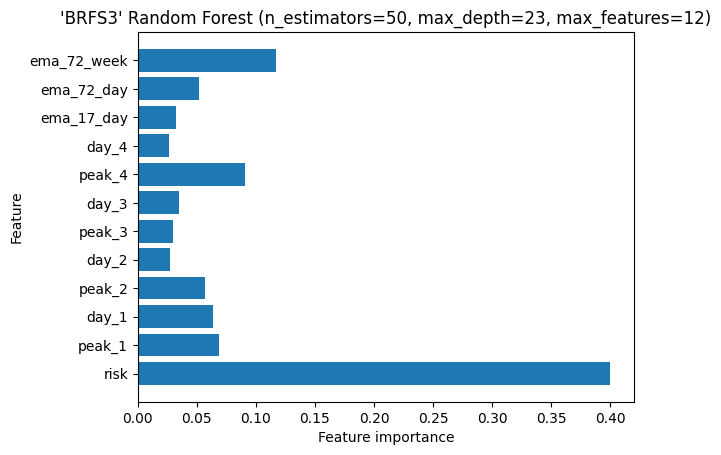 'BRFS3' Random Forest (n_estimators=50, max_depth=23, max_features=12)
ema_72_week
ema_72_day
ema_17_day
day_4
peak_4
day_3
peak_3
day_2
peak_2
day_1
peak_1
risk
Feature
0.00 0.05 0.10 0.15 0.20 0.25 0.30 0.35 0.40
Feature importance